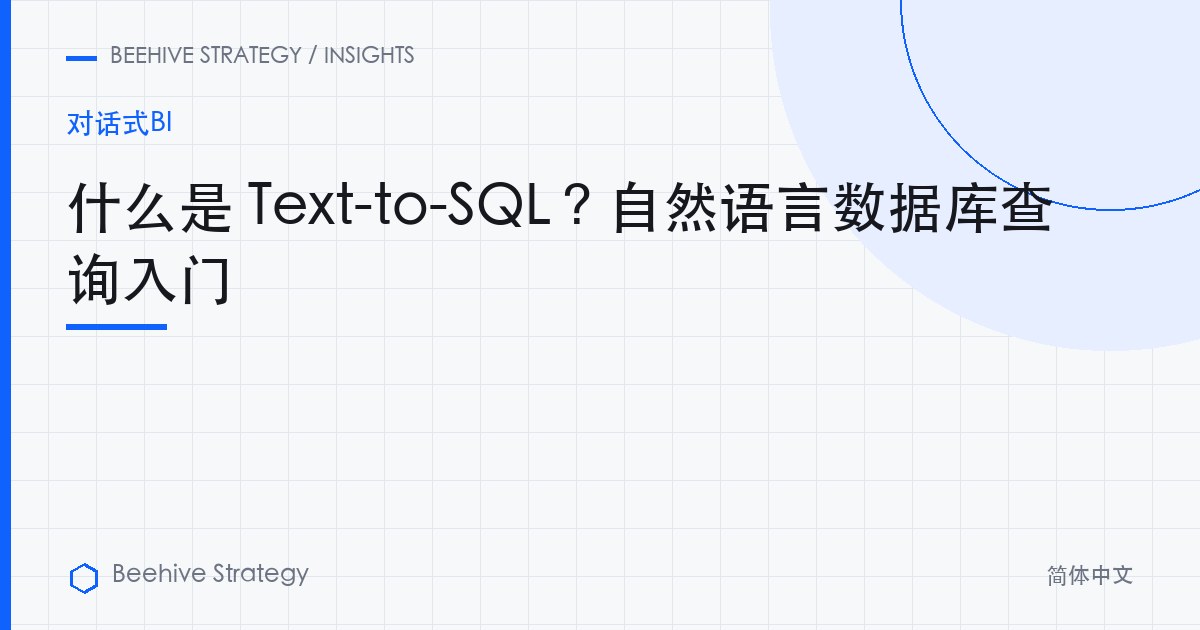 BEEHIVE STRATEGY / INSIGHTS
对话式BI
什么是 Text-to-SQL？自然语言数据库查
询入门
Beehive Strategy
简体中文